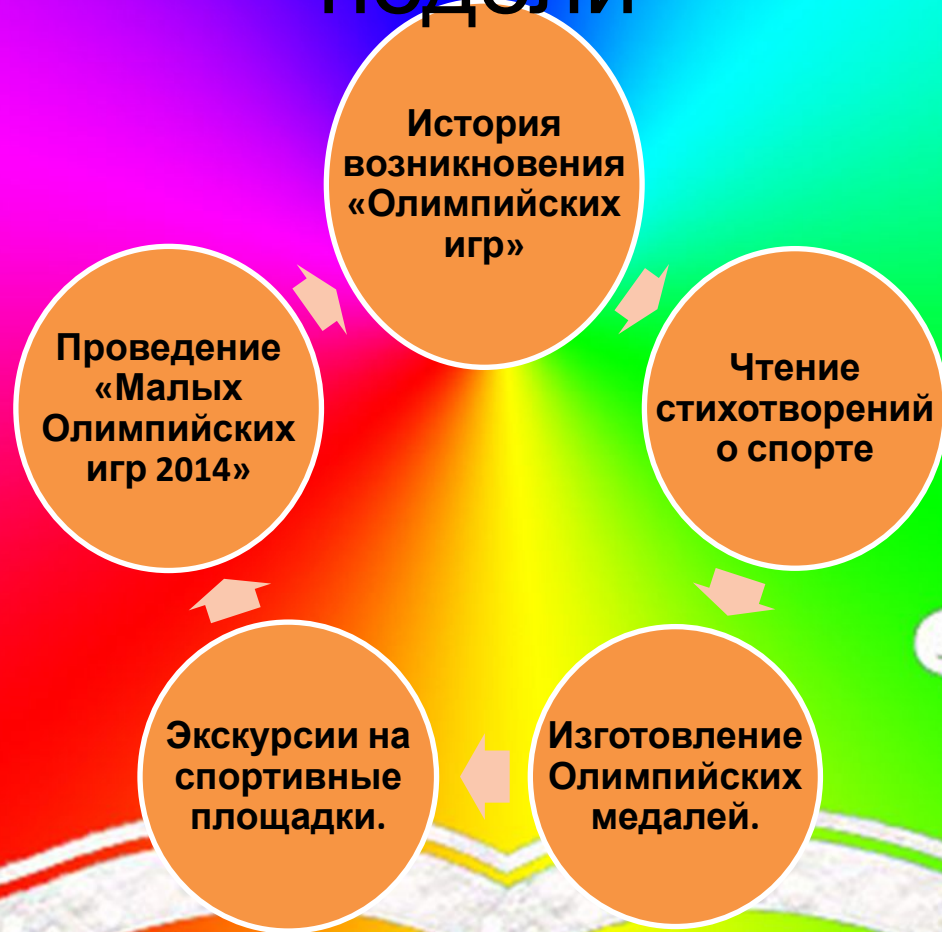 История
возникновения
«Олимпийских
игр»
Чтение
стихотворений
о спорте
Изготовление
Олимпийских
медалей.
Экскурсии на
спортивные
площадки.
Проведение
«Малых
Олимпийских
игр 2014»